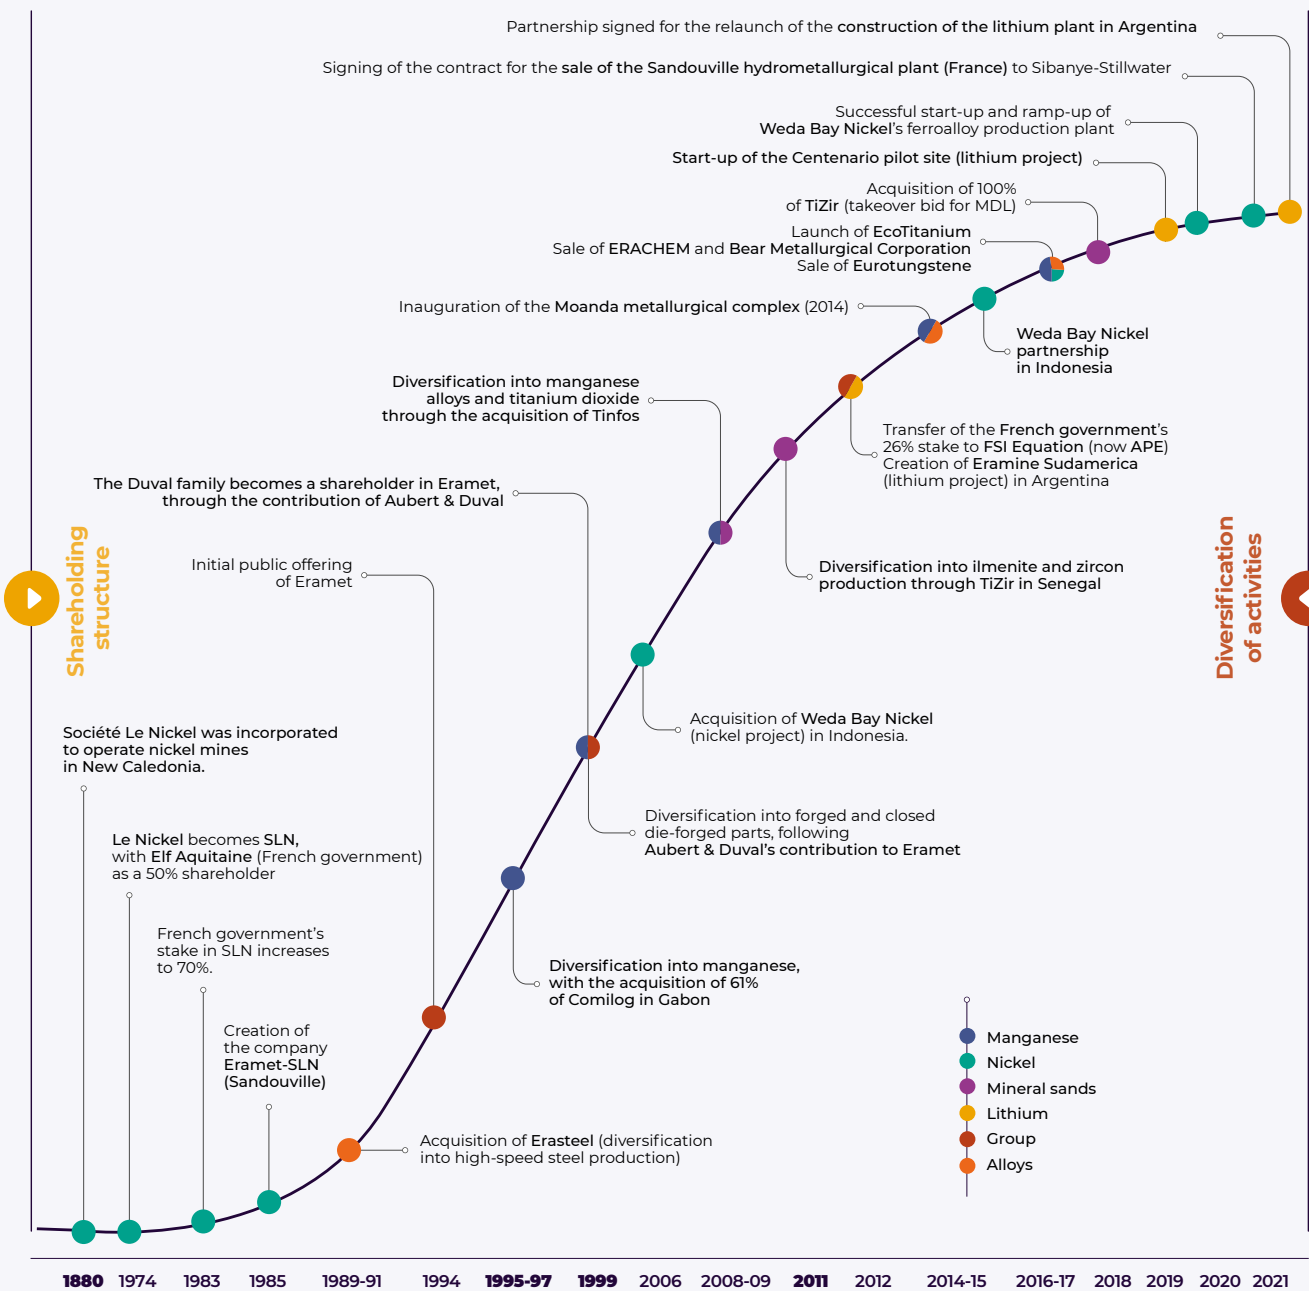 Partnership signed for the relaunch of the construction of the lithium plant in Argentina
Signing of the contract for the sale of the Sandouville hydrometallurgical plant (France) to Sibanye-Stillwater
Successful start-up and ramp-up of
Weda Bay Nickel's ferroalloy production plant
Start-up of the Centenario pilot site (lithium project)
Acquisition of 100%
of TiZir (takeover bid for MDL)
Launch of EcoTitanium
Sale of ERACHEM and Bear Metallurgical Corporation
Sale of Eurotungstene
Inauguration of the Moanda metallurgical complex (2014)
Weda Bay Nickel
partnership
in Indonesia
Diversification into manganese
alloys and titanium dioxide
through the acquisition of Tinfos
Transfer of the French government's
26% stake to FSI Equation (now APE)
Creation of Eramine Sudamerica
(lithium project) in Argentina
The Duval family becomes a shareholder in Eramet,
through the contribution of Aubert & Duval
Shareholding
structure
Initial public offering
of Eramet
Diversification into ilmenite and zircon
production through TiZir in Senegal
Diversification
of activities
Acquisition of Weda Bay Nickel
(nickel project) in Indonesia.
Société Le Nickel was incorporated
to operate nickel mines
in New Caledonia.
Diversification into forged and closed
die-forged parts, following
Aubert & Duval's contribution to Eramet
Le Nickel becomes SLN,
with Elf Aquitaine (French government)
as a 50% shareholder
French government's
stake in SLN increases
to 70%.
Diversification into manganese,
with the acquisition of 61%
of Comilog in Gabon
Creation of
the company
Eramet-SLN
(Sandouville)
Manganese
Nickel
Mineral sands
Lithium
Group
Alloys
Acquisition of Erasteel (diversification
into high-speed steel production)
1880 1974 1983 1985 1989-91 1994 1995-97 1999 2006 2008-09 2011 2012 2014-15 2016-17 2018 2019 2020 2021